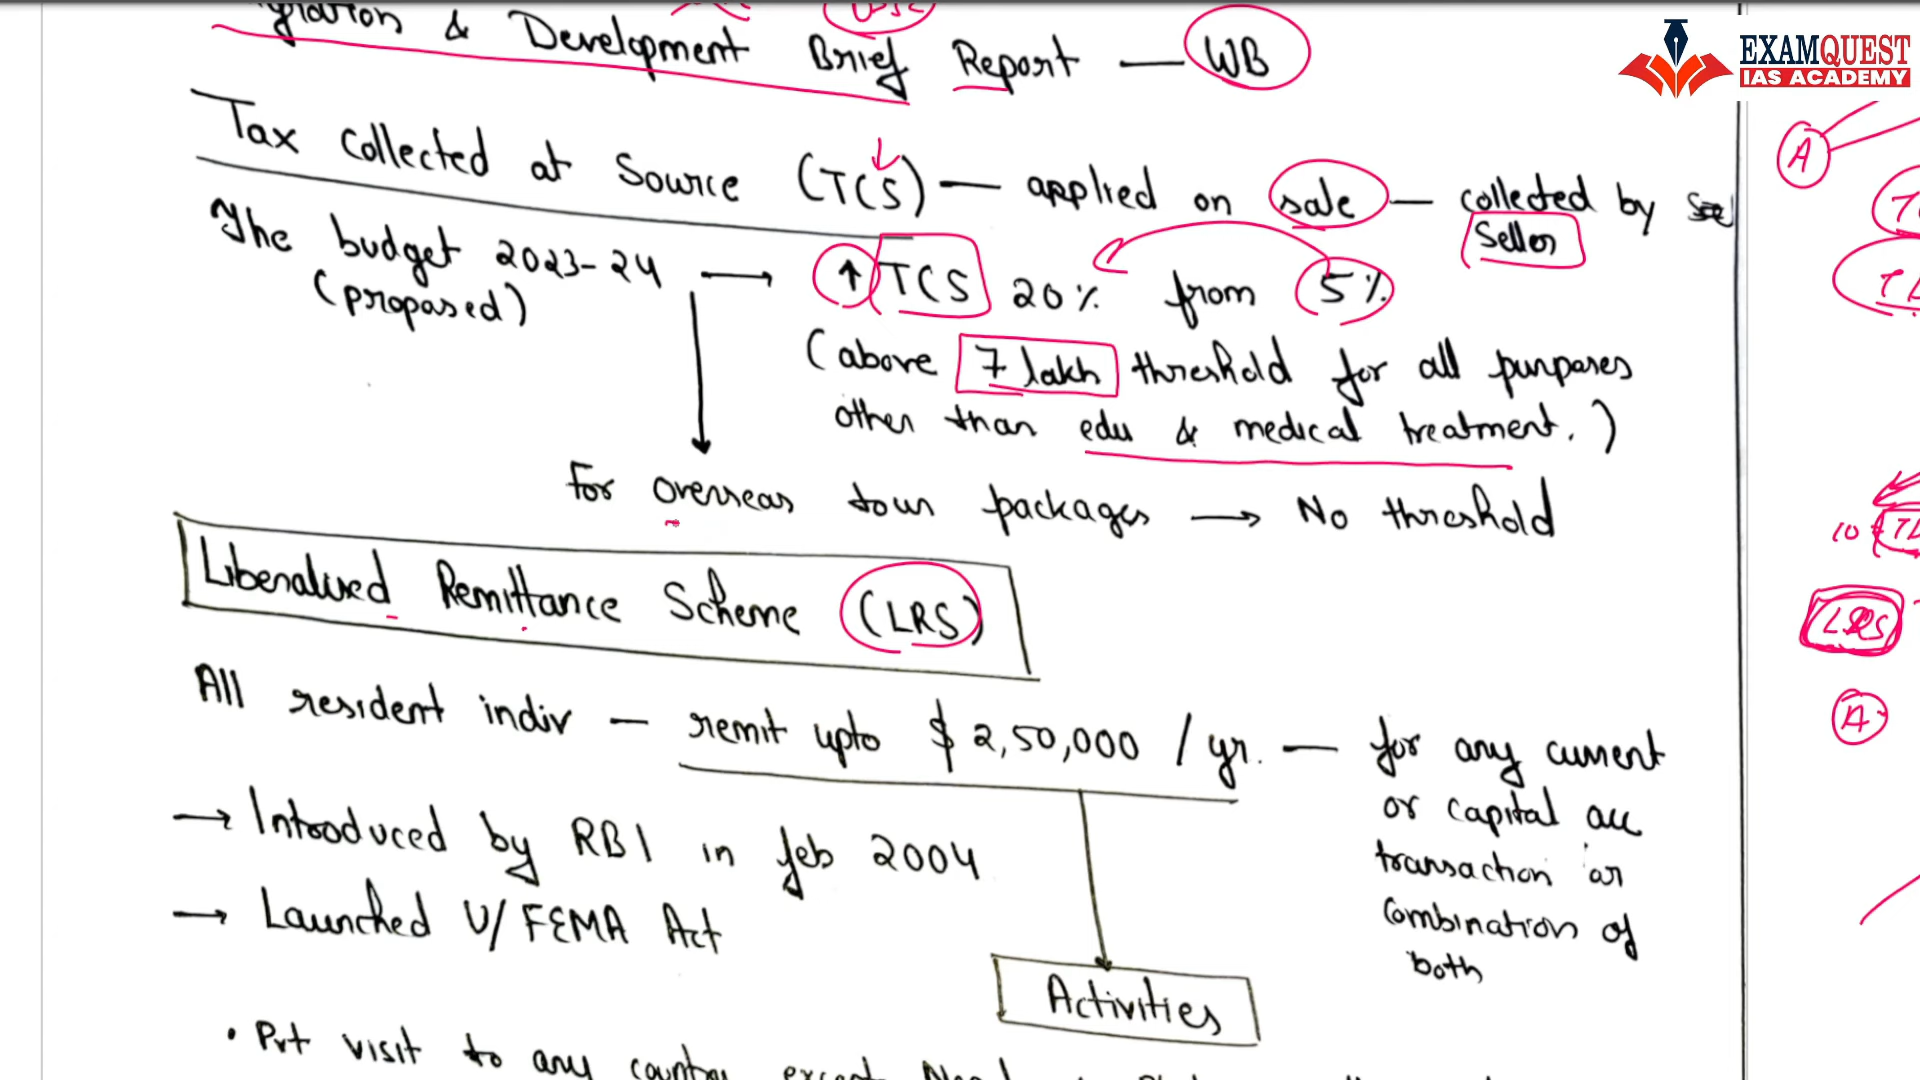 & Development Brief Report — WB
EXAMQUEST
IAS ACADEMY
Tax collected at Source (TCS) — applied on sale — collected by
Seller
The budget 2023-24 → ↑ TCS 20% from 5%
(proposed)
(above 7 lakh threshold for all purposes
other than edu & medical treatment.)
For overseas tour packages → No threshold
Liberalised Remittance Scheme (LRS)
All resident indiv — remit upto $ 2,50,000 / yr. — for any current
or capital acc
transaction or
combination of
both
→ Introduced by RBI in feb 2004
→ Launched U/ FEMA Act
Activities
• Pvt visit to any country except
A
LRS
A
10